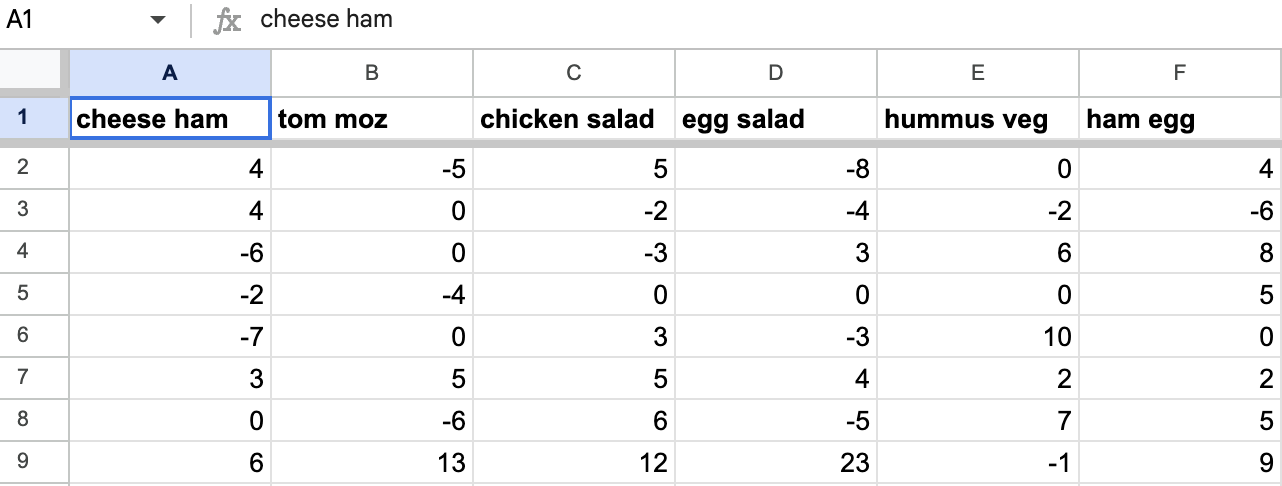 A1 fx cheese ham
A B C D E F
1 cheese ham tom moz chicken salad egg salad hummus veg ham egg
2 4 -5 5 -8 0 4
3 4 0 -2 -4 -2 -6
4 -6 0 -3 3 6 8
5 -2 -4 0 0 0 5
6 -7 0 3 -3 10 0
7 3 5 5 4 2 2
8 0 -6 6 -5 7 5
9 6 13 12 23 -1 9